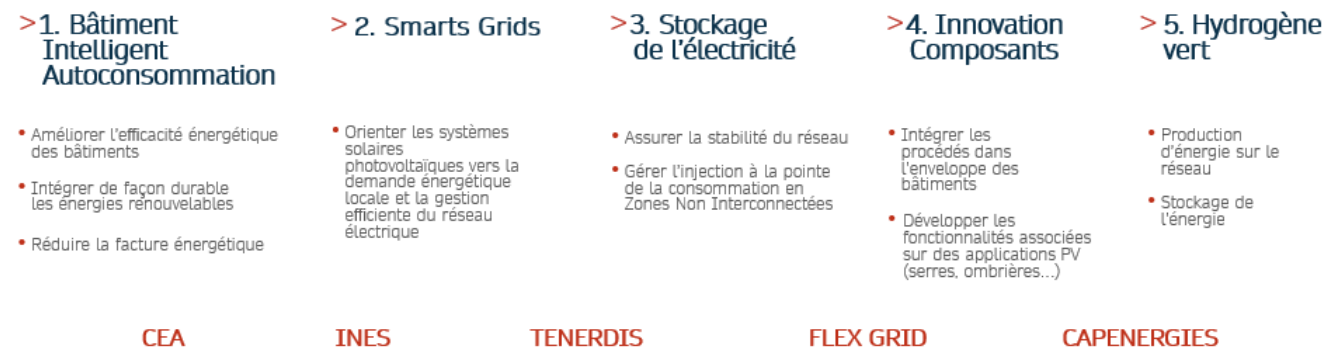 >1. Bâtiment
Intelligent
Autoconsommation
• Améliorer l'efficacité énergétique
des bâtiments
• Intégrer de façon durable
les énergies renouvelables
• Réduire la facture énergétique
> 2. Smarts Grids
• Orienter les systèmes
solaires
photovoltaïques vers la
demande énergétique
locale et la gestion
efficiente du réseau
électrique
>3. Stockage
de l'électricité
• Assurer la stabilité du réseau
• Gérer l'injection à la pointe
de la consommation en
Zones Non Interconnectées
>4. Innovation
Composants
• Intégrer les
procédés dans
l'enveloppe des
bâtiments
• Développer les
fonctionnalités associées
sur des applications PV
(serres, ombrières...)
> 5. Hydrogène
vert
• Production
d'énergie sur le
réseau
• Stockage de
l'énergie
CEA
INES
TENERDIS
FLEX GRID
CAPENERGIES